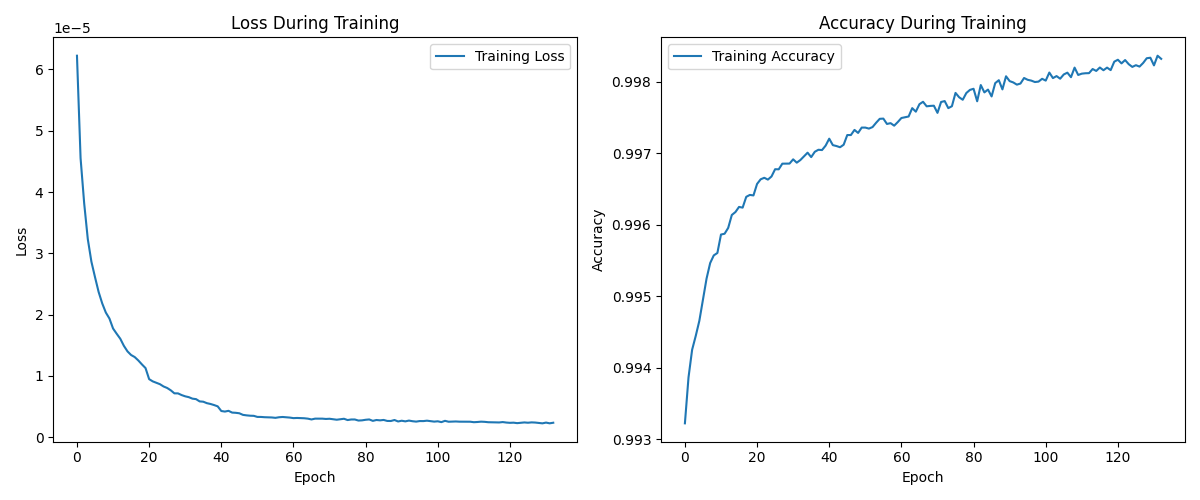 Loss During Training
1e−5
Training Loss
6
5
4
3
2
1
0
Loss
0 20 40 60 80 100 120
Epoch
Accuracy During Training
Training Accuracy
0.998
0.997
0.996
0.995
0.994
0.993
Accuracy
0 20 40 60 80 100 120
Epoch